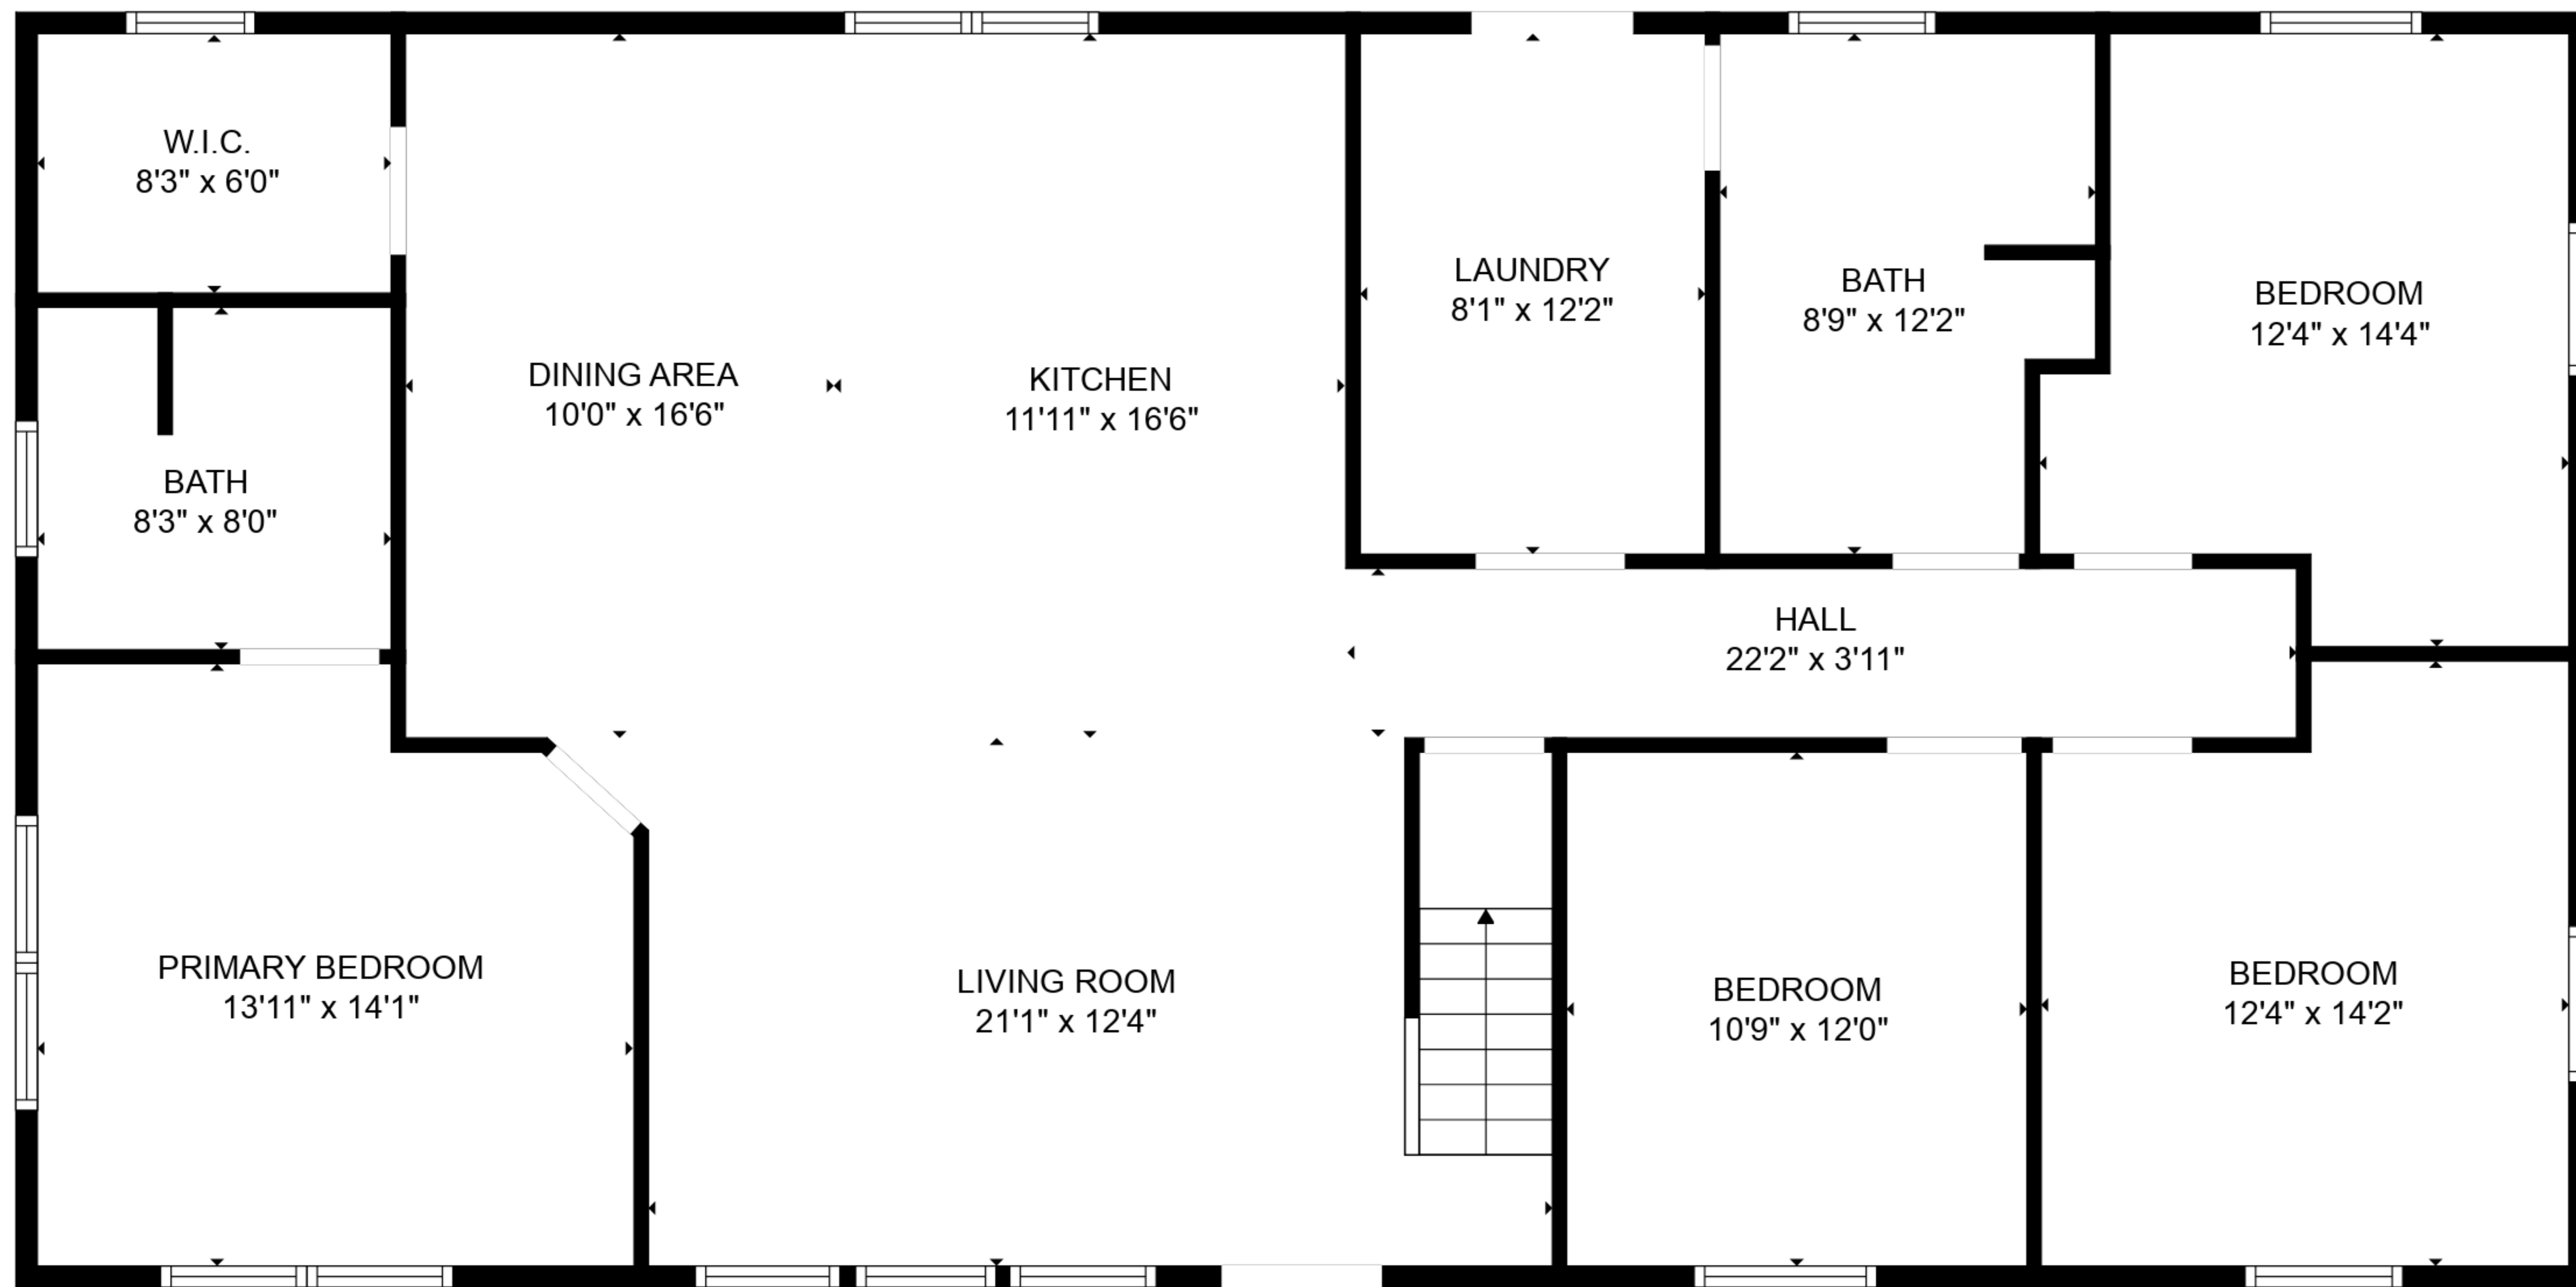 W.I.C.
8'3" x 6'0"
BATH
8'3" x 8'0"
DINING AREA
10'0" x 16'6"
KITCHEN
11'11" x 16'6"
LAUNDRY
8'1" x 12'2"
BATH
8'9" x 12'2"
BEDROOM
12'4" x 14'4"
HALL
22'2" x 3'11"
PRIMARY BEDROOM
13'11" x 14'1"
LIVING ROOM
21'1" x 12'4"
BEDROOM
10'9" x 12'0"
BEDROOM
12'4" x 14'2"